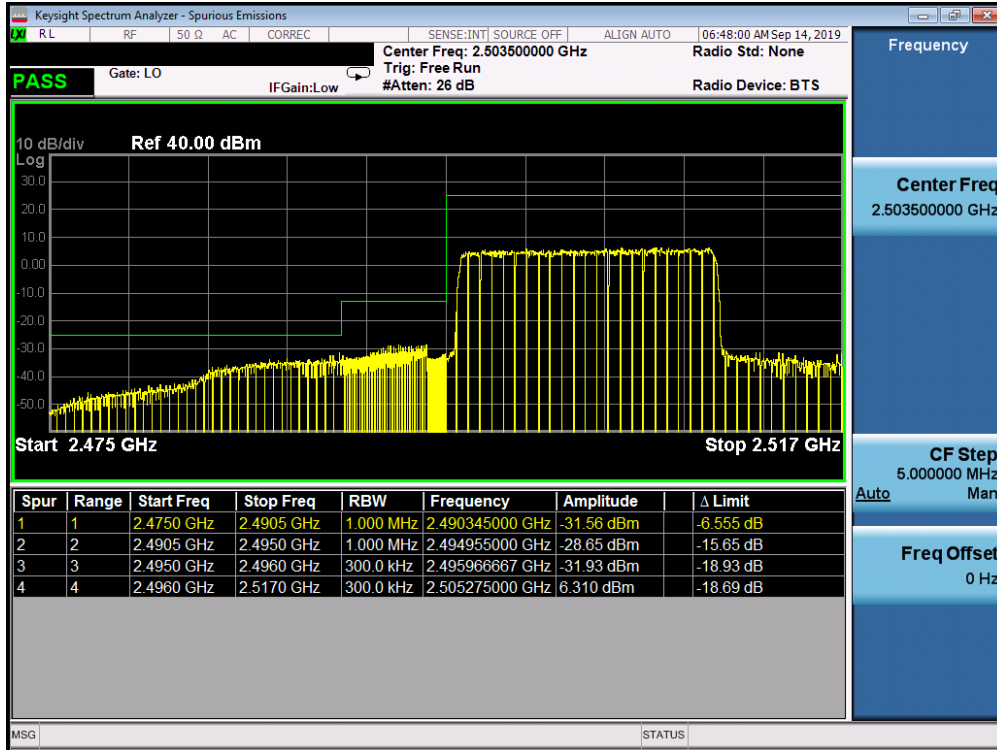 Keysight Spectrum Analyzer - Spurious Emissions
LXI RL RF 50 Ω AC CORREC SENSE:INT SOURCE OFF ALIGN AUTO 06:48:00 AM Sep 14, 2019
Center Freq: 2.503500000 GHz Radio Std: None
Trig: Free Run
PASS Gate: LO IFGain:Low #Atten: 26 dB Radio Device: BTS
10 dB/div Ref 40.00 dBm
Log
30.0
20.0
10.0
0.00
-10.0
-20.0
-30.0
-40.0
-50.0
Start 2.475 GHz Stop 2.517 GHz
Spur Range Start Freq Stop Freq RBW Frequency Amplitude Δ Limit
1 1 2.4750 GHz 2.4905 GHz 1.000 MHz 2.490345000 GHz -31.56 dBm -6.555 dB
2 2 2.4905 GHz 2.4950 GHz 1.000 MHz 2.494955000 GHz -28.65 dBm -15.65 dB
3 3 2.4950 GHz 2.4960 GHz 300.0 kHz 2.495966667 GHz -31.93 dBm -18.93 dB
4 4 2.4960 GHz 2.5170 GHz 300.0 kHz 2.505275000 GHz 6.310 dBm -18.69 dB
MSG STATUS
Frequency
Center Freq
2.503500000 GHz
CF Step
5.000000 MHz
Auto Man
Freq Offset
0 Hz